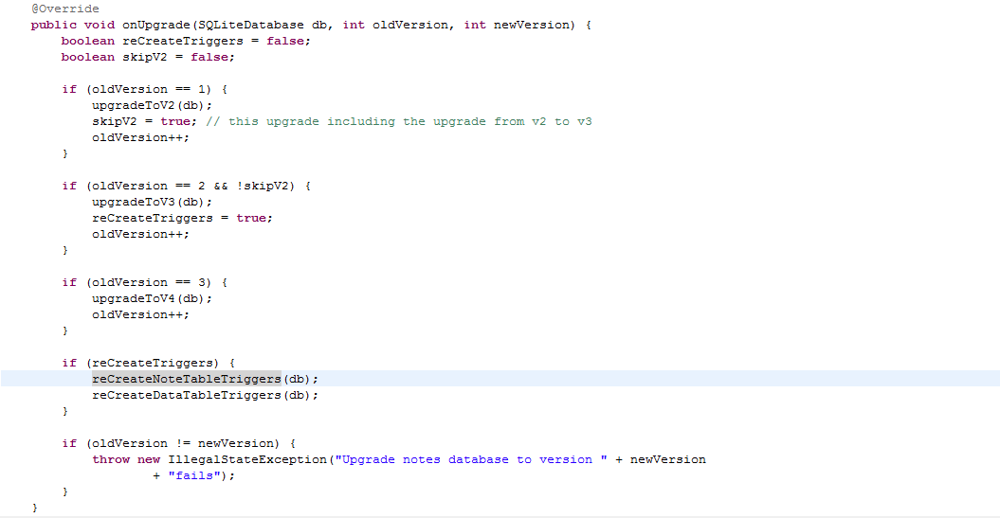 @Override
public void onUpgrade(SQLiteDatabase db, int oldVersion, int newVersion) {
    boolean reCreateTriggers = false;
    boolean skipV2 = false;

    if (oldVersion == 1) {
        upgradeToV2(db);
        skipV2 = true; // this upgrade including the upgrade from v2 to v3
        oldVersion++;
    }

    if (oldVersion == 2 && !skipV2) {
        upgradeToV3(db);
        reCreateTriggers = true;
        oldVersion++;
    }

    if (oldVersion == 3) {
        upgradeToV4(db);
        oldVersion++;
    }

    if (reCreateTriggers) {
        reCreateNoteTableTriggers(db);
        reCreateDataTableTriggers(db);
    }

    if (oldVersion != newVersion) {
        throw new IllegalStateException("Upgrade notes database to version " + newVersion
                + "fails");
    }
}